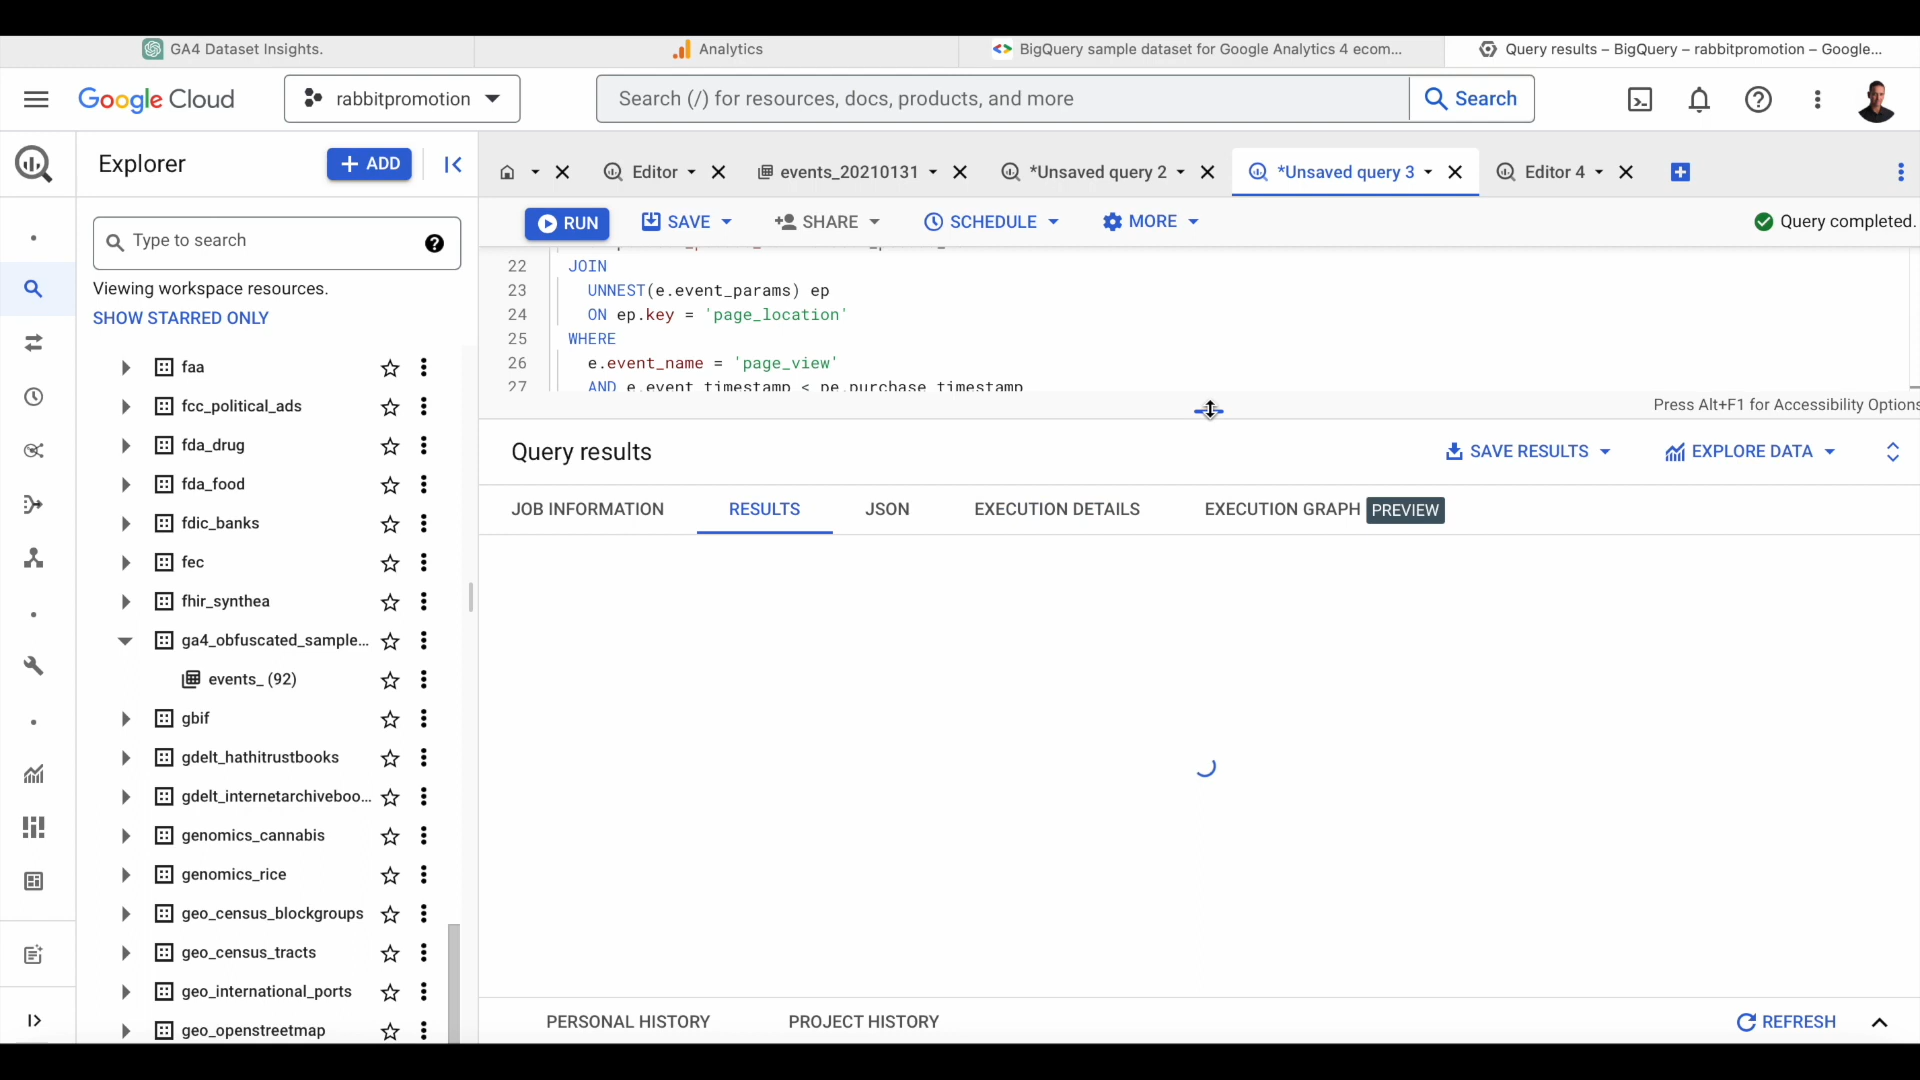 GA4 Dataset Insights.
Analytics
BigQuery sample dataset for Google Analytics 4 ecom...
Query results – BigQuery – rabbitpromotion – Google...
Google Cloud
rabbitpromotion
Search (/) for resources, docs, products, and more
Search
Explorer
+ ADD
Editor
events_20210131
*Unsaved query 2
*Unsaved query 3
Editor 4
RUN
SAVE
SHARE
SCHEDULE
MORE
Query completed.
Type to search
Viewing workspace resources.
SHOW STARRED ONLY
faa
fcc_political_ads
fda_drug
fda_food
fdic_banks
fec
fhir_synthea
ga4_obfuscated_sample...
events_ (92)
gbif
gdelt_hathitrustbooks
gdelt_internetarchiveboo...
genomics_cannabis
genomics_rice
geo_census_blockgroups
geo_census_tracts
geo_international_ports
geo_openstreetmap
22 JOIN
23 UNNEST(e.event_params) ep
24 ON ep.key = 'page_location'
25 WHERE
26 e.event_name = 'page_view'
27 AND e.event_timestamp < pe.purchase_timestamp
Press Alt+F1 for Accessibility Options
Query results
SAVE RESULTS
EXPLORE DATA
JOB INFORMATION
RESULTS
JSON
EXECUTION DETAILS
EXECUTION GRAPH PREVIEW
PERSONAL HISTORY
PROJECT HISTORY
REFRESH